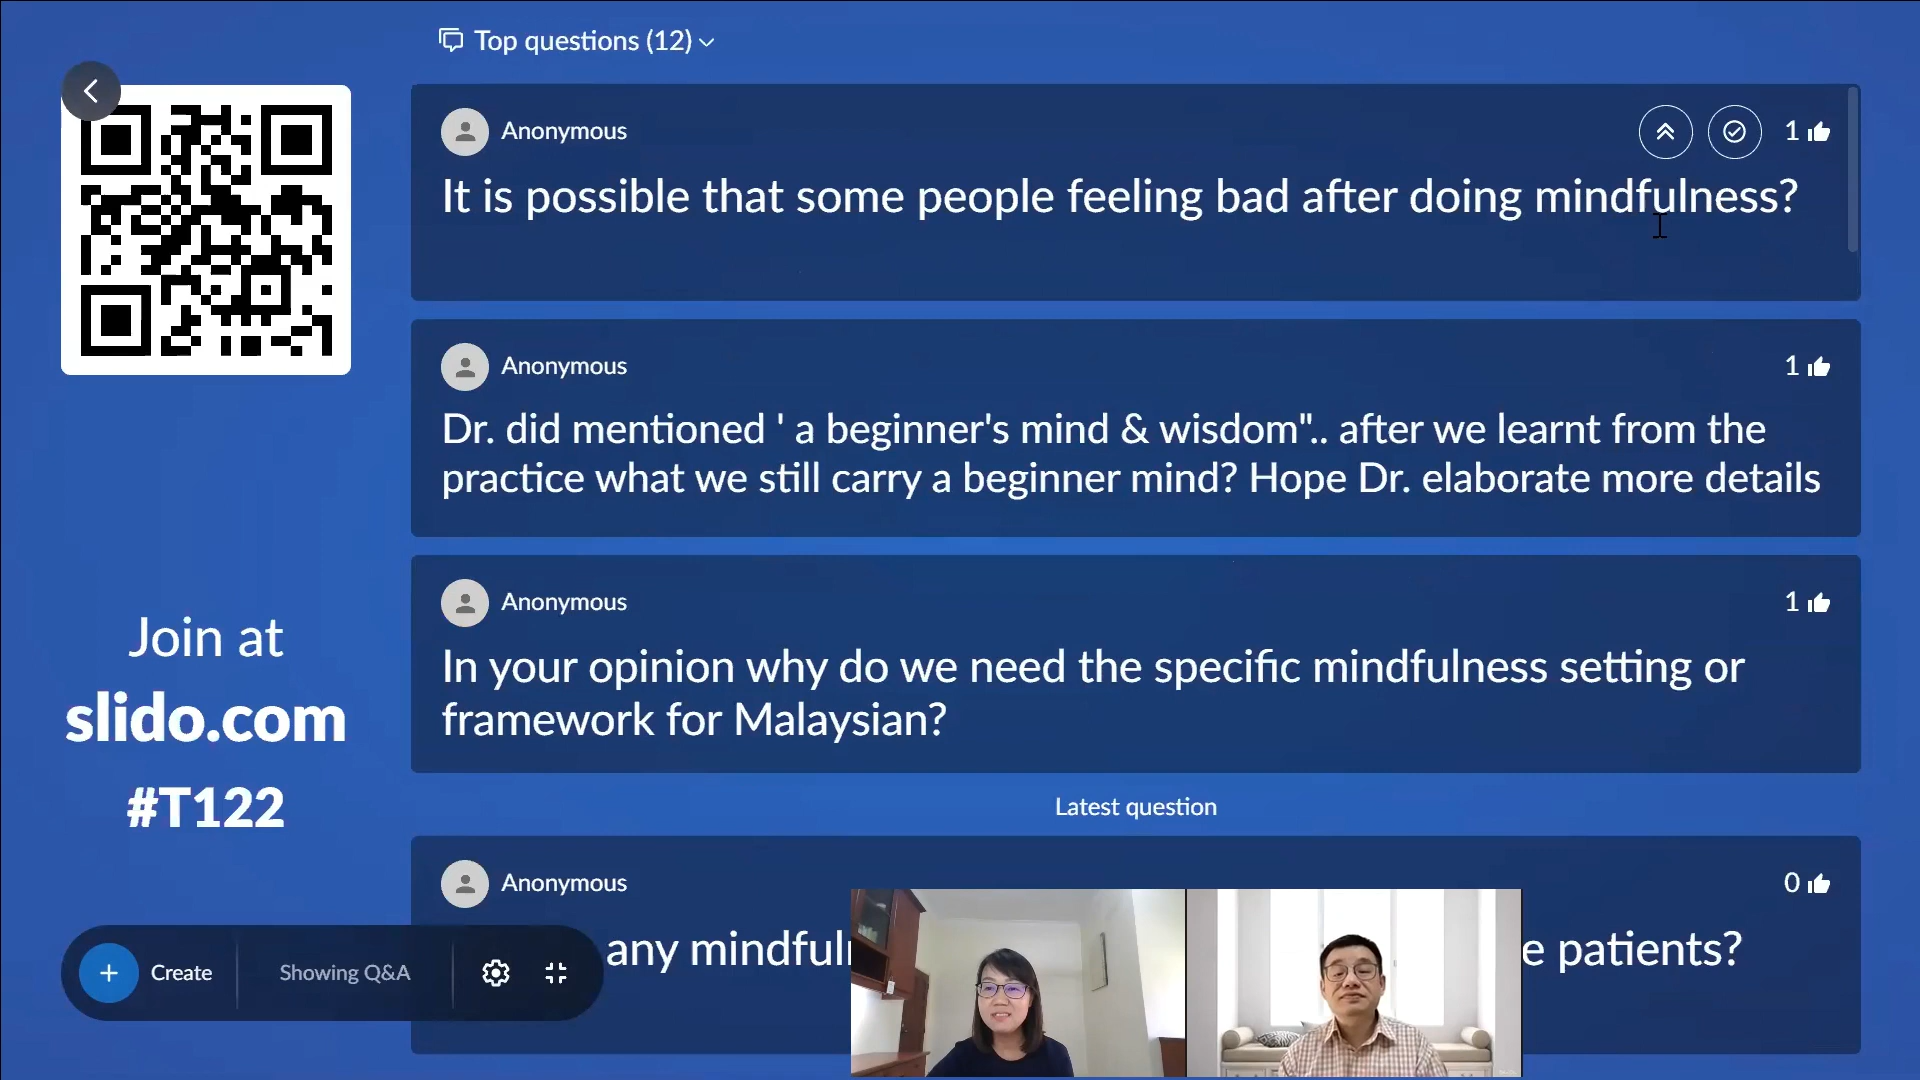 Top questions (12)
Anonymous
1
It is possible that some people feeling bad after doing mindfulness?
Anonymous
1
Dr. did mentioned ' a beginner's mind & wisdom".. after we learnt from the
practice what we still carry a beginner mind? Hope Dr. elaborate more details
Anonymous
1
In your opinion why do we need the specific mindfulness setting or
framework for Malaysian?
Latest question
Anonymous
0
any patients?
Join at
slido.com
#T122
Create
Showing Q&A